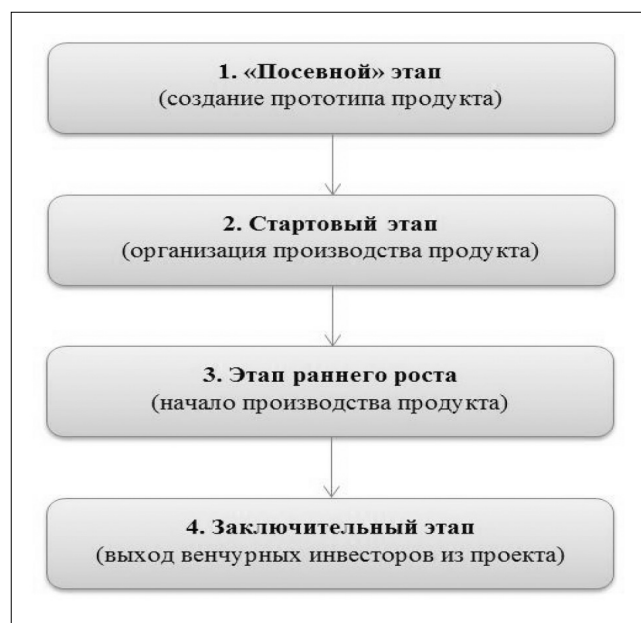 1. «Посевной» этап
(создание прототипа продукта)
2. Стартовый этап
(организация производства продукта)
3. Этап раннего роста
(начало производства продукта)
4. Заключительный этап
(выход венчурных инвесторов из проекта)